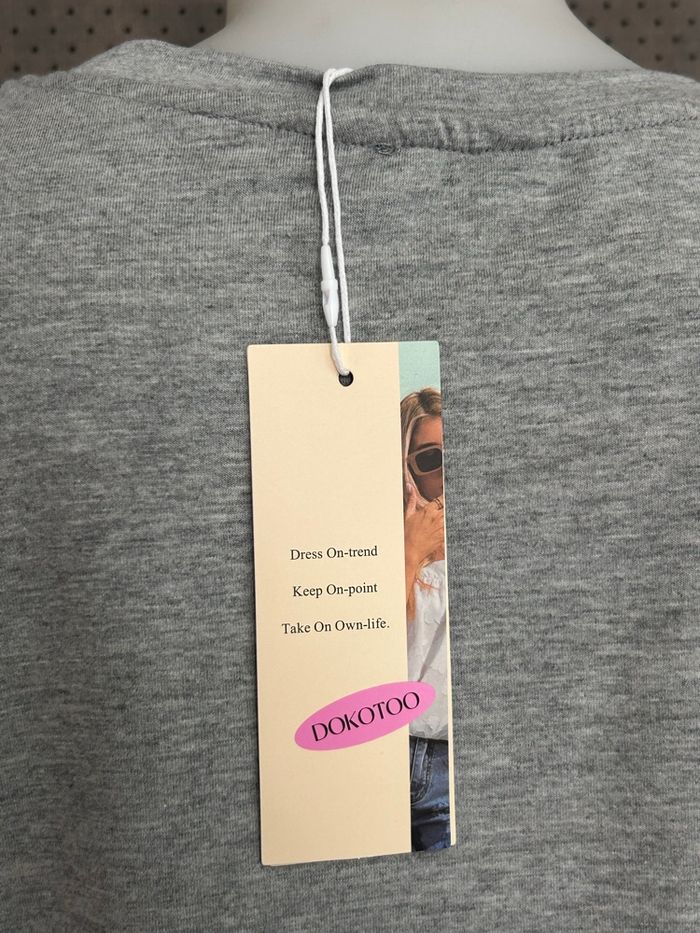 Dress On-trend
Keep On-point
Take On Own-life.
DOKOTOO